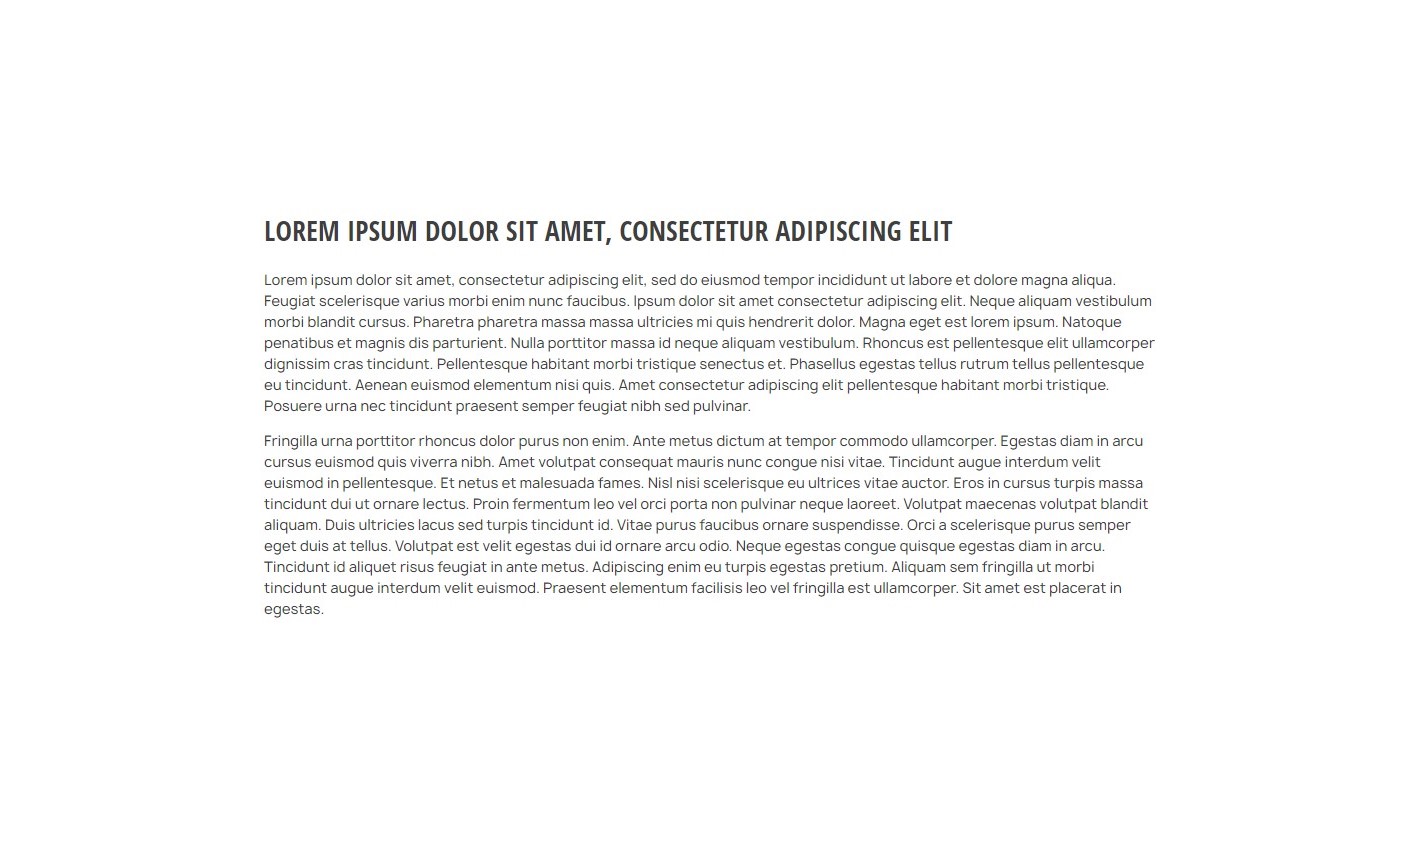 LOREM IPSUM DOLOR SIT AMET, CONSECTETUR ADIPISCING ELIT
Lorem ipsum dolor sit amet, consectetur adipiscing elit, sed do eiusmod tempor incididunt ut labore et dolore magna aliqua.
Feugiat scelerisque varius morbi enim nunc faucibus. Ipsum dolor sit amet consectetur adipiscing elit. Neque aliquam vestibulum
morbi blandit cursus. Pharetra pharetra massa massa ultricies mi quis hendrerit dolor. Magna eget est lorem ipsum. Natoque
penatibus et magnis dis parturient. Nulla porttitor massa id neque aliquam vestibulum. Rhoncus est pellentesque elit ullamcorper
dignissim cras tincidunt. Pellentesque habitant morbi tristique senectus et. Phasellus egestas tellus rutrum tellus pellentesque
eu tincidunt. Aenean euismod elementum nisi quis. Amet consectetur adipiscing elit pellentesque habitant morbi tristique.
Posuere urna nec tincidunt praesent semper feugiat nibh sed pulvinar.
Fringilla urna porttitor rhoncus dolor purus non enim. Ante metus dictum at tempor commodo ullamcorper. Egestas diam in arcu
cursus euismod quis viverra nibh. Amet volutpat consequat mauris nunc congue nisi vitae. Tincidunt augue interdum velit
euismod in pellentesque. Et netus et malesuada fames. Nisl nisi scelerisque eu ultrices vitae auctor. Eros in cursus turpis massa
tincidunt dui ut ornare lectus. Proin fermentum leo vel orci porta non pulvinar neque laoreet. Volutpat maecenas volutpat blandit
aliquam. Duis ultricies lacus sed turpis tincidunt id. Vitae purus faucibus ornare suspendisse. Orci a scelerisque purus semper
eget duis at tellus. Volutpat est velit egestas dui id ornare arcu odio. Neque egestas congue quisque egestas diam in arcu.
Tincidunt id aliquet risus feugiat in ante metus. Adipiscing enim eu turpis egestas pretium. Aliquam sem fringilla ut morbi
tincidunt augue interdum velit euismod. Praesent elementum facilisis leo vel fringilla est ullamcorper. Sit amet est placerat in
egestas.